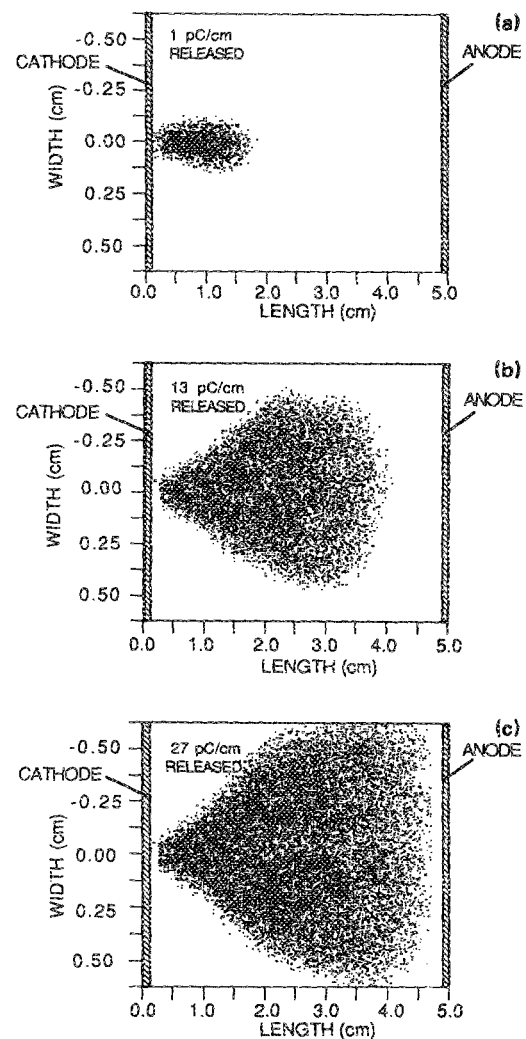 (a)
1 pC/cm
RELEASED
CATHODE
ANODE
WIDTH (cm)
-0.50
-0.25
0.00
0.25
0.50
0.0 1.0 2.0 3.0 4.0 5.0
LENGTH (cm)
(b)
13 pC/cm
RELEASED
CATHODE
ANODE
WIDTH (cm)
-0.50
-0.25
0.00
0.25
0.50
0.0 1.0 2.0 3.0 4.0 5.0
LENGTH (cm)
(c)
27 pC/cm
RELEASED
CATHODE
ANODE
WIDTH (cm)
-0.50
-0.25
0.00
0.25
0.50
0.0 1.0 2.0 3.0 4.0 5.0
LENGTH (cm)